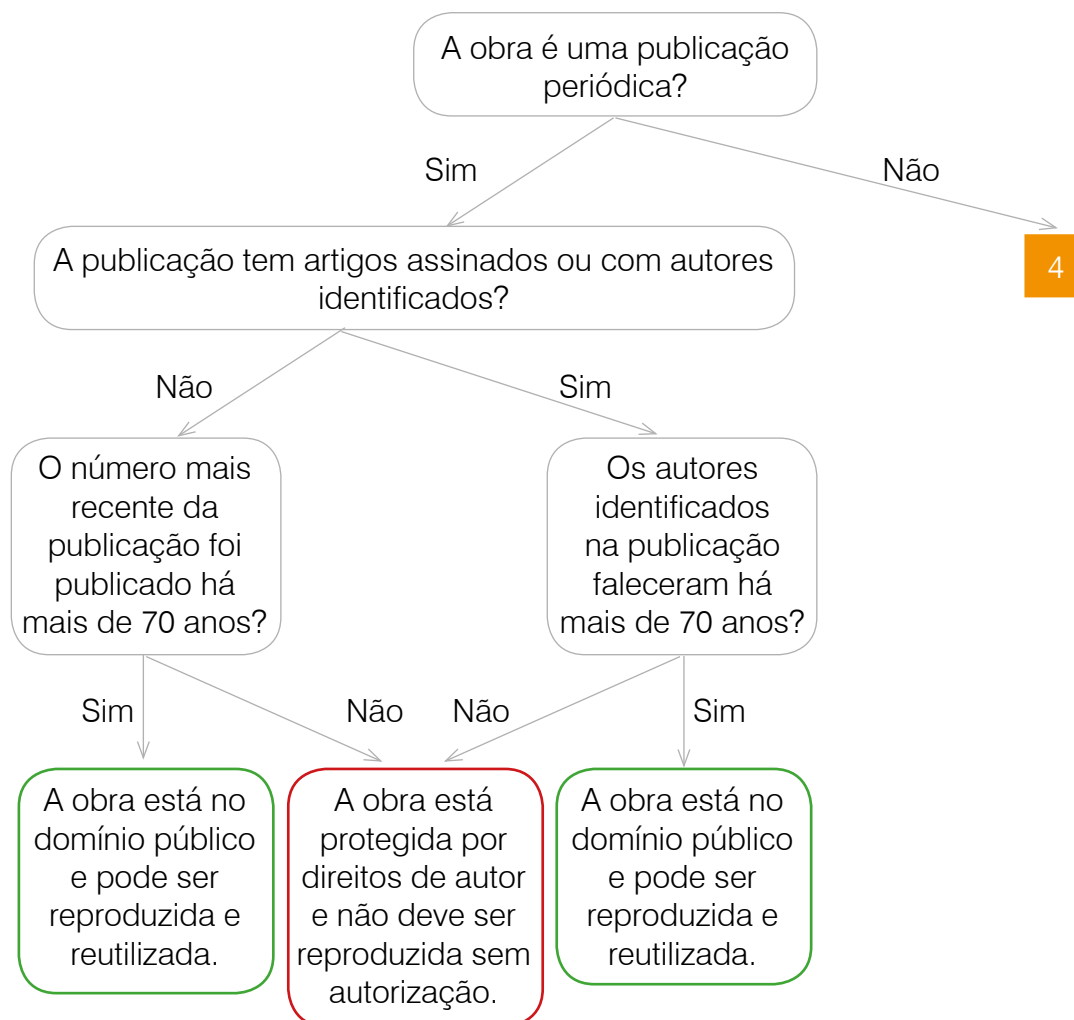 A obra é uma publicação
periódica?
Sim
Não
A publicação tem artigos assinados ou com autores
identificados?
4
Não
Sim
O número mais
recente da
publicação foi
publicado há
mais de 70 anos?
Os autores
identificados
na publicação
faleceram há
mais de 70 anos?
Sim
Não
Não
Sim
A obra está no
domínio público
e pode ser
reproduzida e
reutilizada.
A obra está
protegida por
direitos de autor
e não deve ser
reproduzida sem
autorização.
A obra está no
domínio público
e pode ser
reproduzida e
reutilizada.